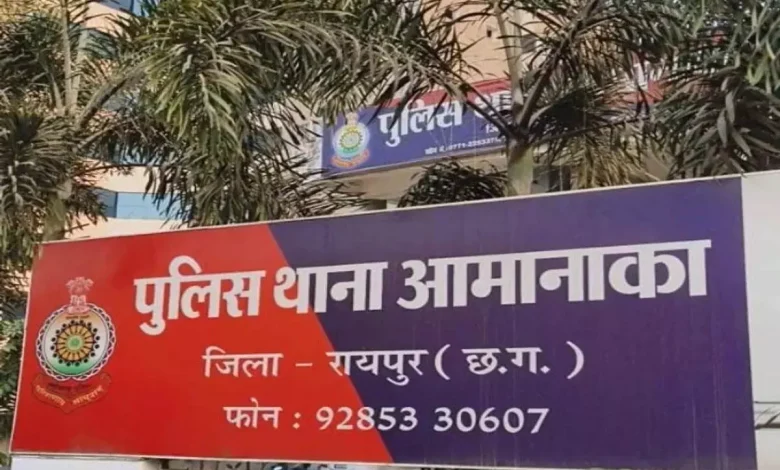 पुलिस
पुलिस थाना आमानाका
जिला – रायपुर ( छ.ग. )
फोन : 92853 30607